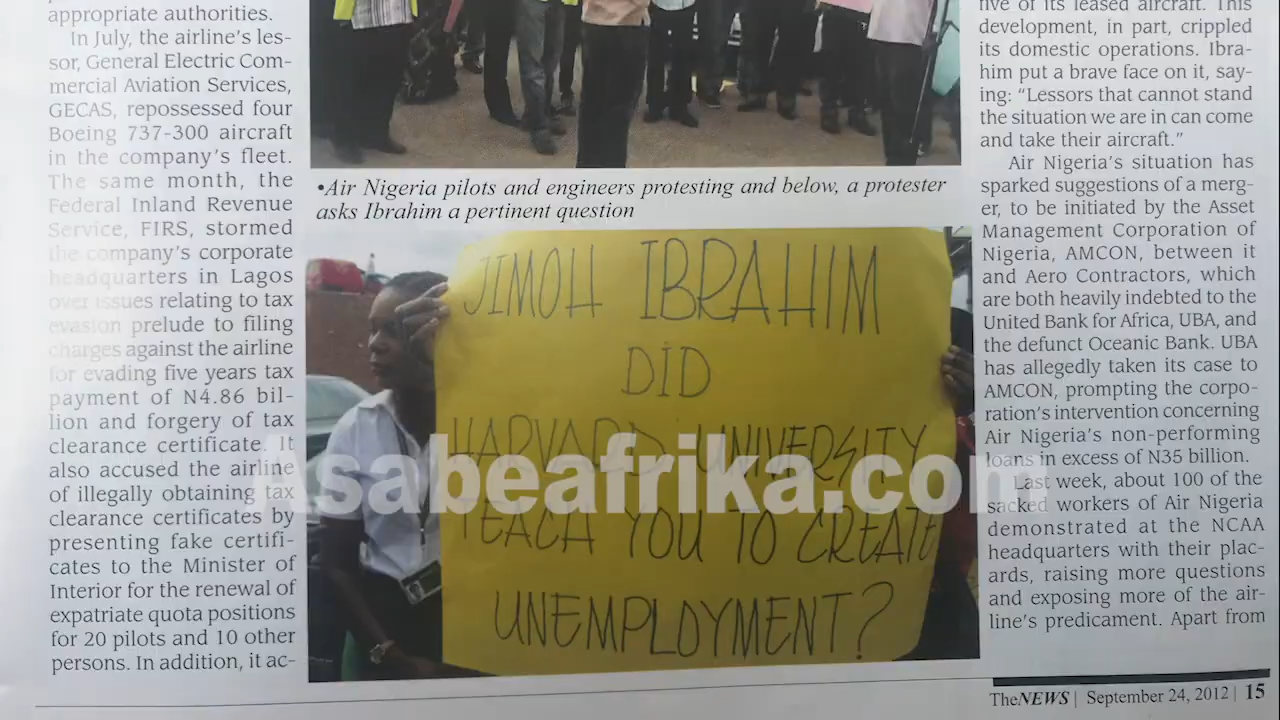 appropriate authorities.
In July, the airline's les-
sor, General Electric Com-
mercial Aviation Services,
GECAS, repossessed four
Boeing 737-300 aircraft
in the company's fleet.
The same month, the
Federal Inland Revenue
Service, FIRS, stormed
the company's corporate
headquarters in Lagos
over issues relating to tax
evasion prelude to filing
charges against the airline
for evading five years tax
payment of N4.86 bil-
lion and forgery of tax
clearance certificate. It
also accused the airline
of illegally obtaining tax
clearance certificates by
presenting fake certifi-
cates to the Minister of
Interior for the renewal of
expatriate quota positions
for 20 pilots and 10 other
persons. In addition, it ac-
•Air Nigeria pilots and engineers protesting and below, a protester
asks Ibrahim a pertinent question
JIMOH IBRAHIM
DID
HARVARD UNIVERSITY
TEACH YOU TO CREATE
UNEMPLOYMENT?
Asabeafrika.com
five of its leased aircraft. This
development, in part, crippled
its domestic operations. Ibra-
him put a brave face on it, say-
ing: "Lessors that cannot stand
the situation we are in can come
and take their aircraft."
Air Nigeria's situation has
sparked suggestions of a merg-
er, to be initiated by the Asset
Management Corporation of
Nigeria, AMCON, between it
and Aero Contractors, which
are both heavily indebted to the
United Bank for Africa, UBA, and
the defunct Oceanic Bank. UBA
has allegedly taken its case to
AMCON, prompting the corpo-
ration's intervention concerning
Air Nigeria's non-performing
loans in excess of N35 billion.
Last week, about 100 of the
sacked workers of Air Nigeria
demonstrated at the NCAA
headquarters with their plac-
ards, raising more questions
and exposing more of the air-
line's predicament. Apart from
TheNEWS | September 24, 2012 | 15